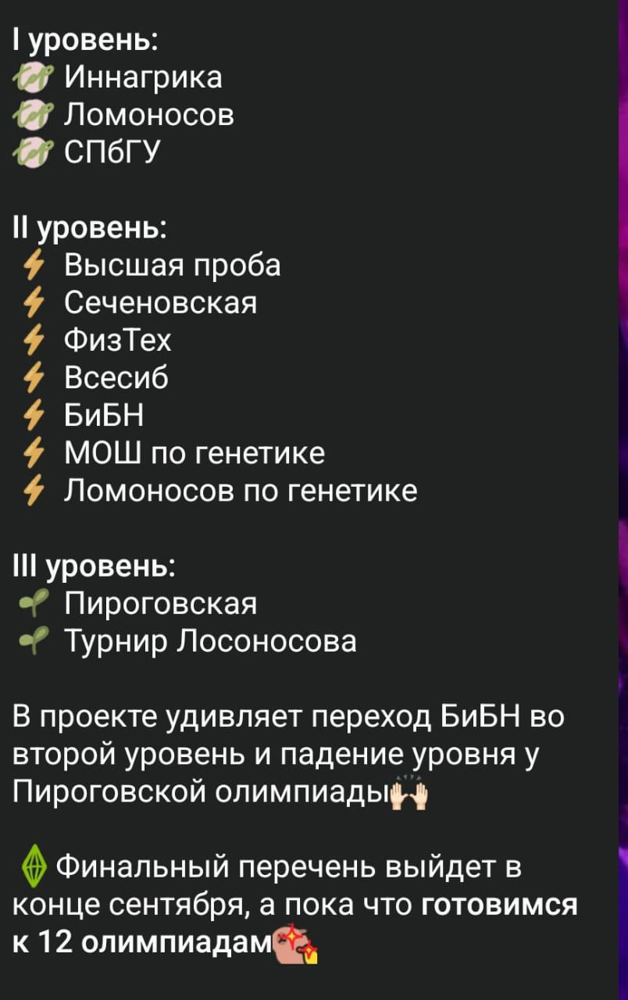 I уровень:
Иннагрика
Ломоносов
СПбГУ
II уровень:
Высшая проба
Сеченовская
ФизТех
Всесиб
БиБН
МОШ по генетике
Ломоносов по генетике
III уровень:
Пироговская
Турнир Лосоносова
В проекте удивляет переход БиБН во
второй уровень и падение уровня у
Пироговской олимпиады
Финальный перечень выйдет в
конце сентября, а пока что готовимся
к 12 олимпиадам